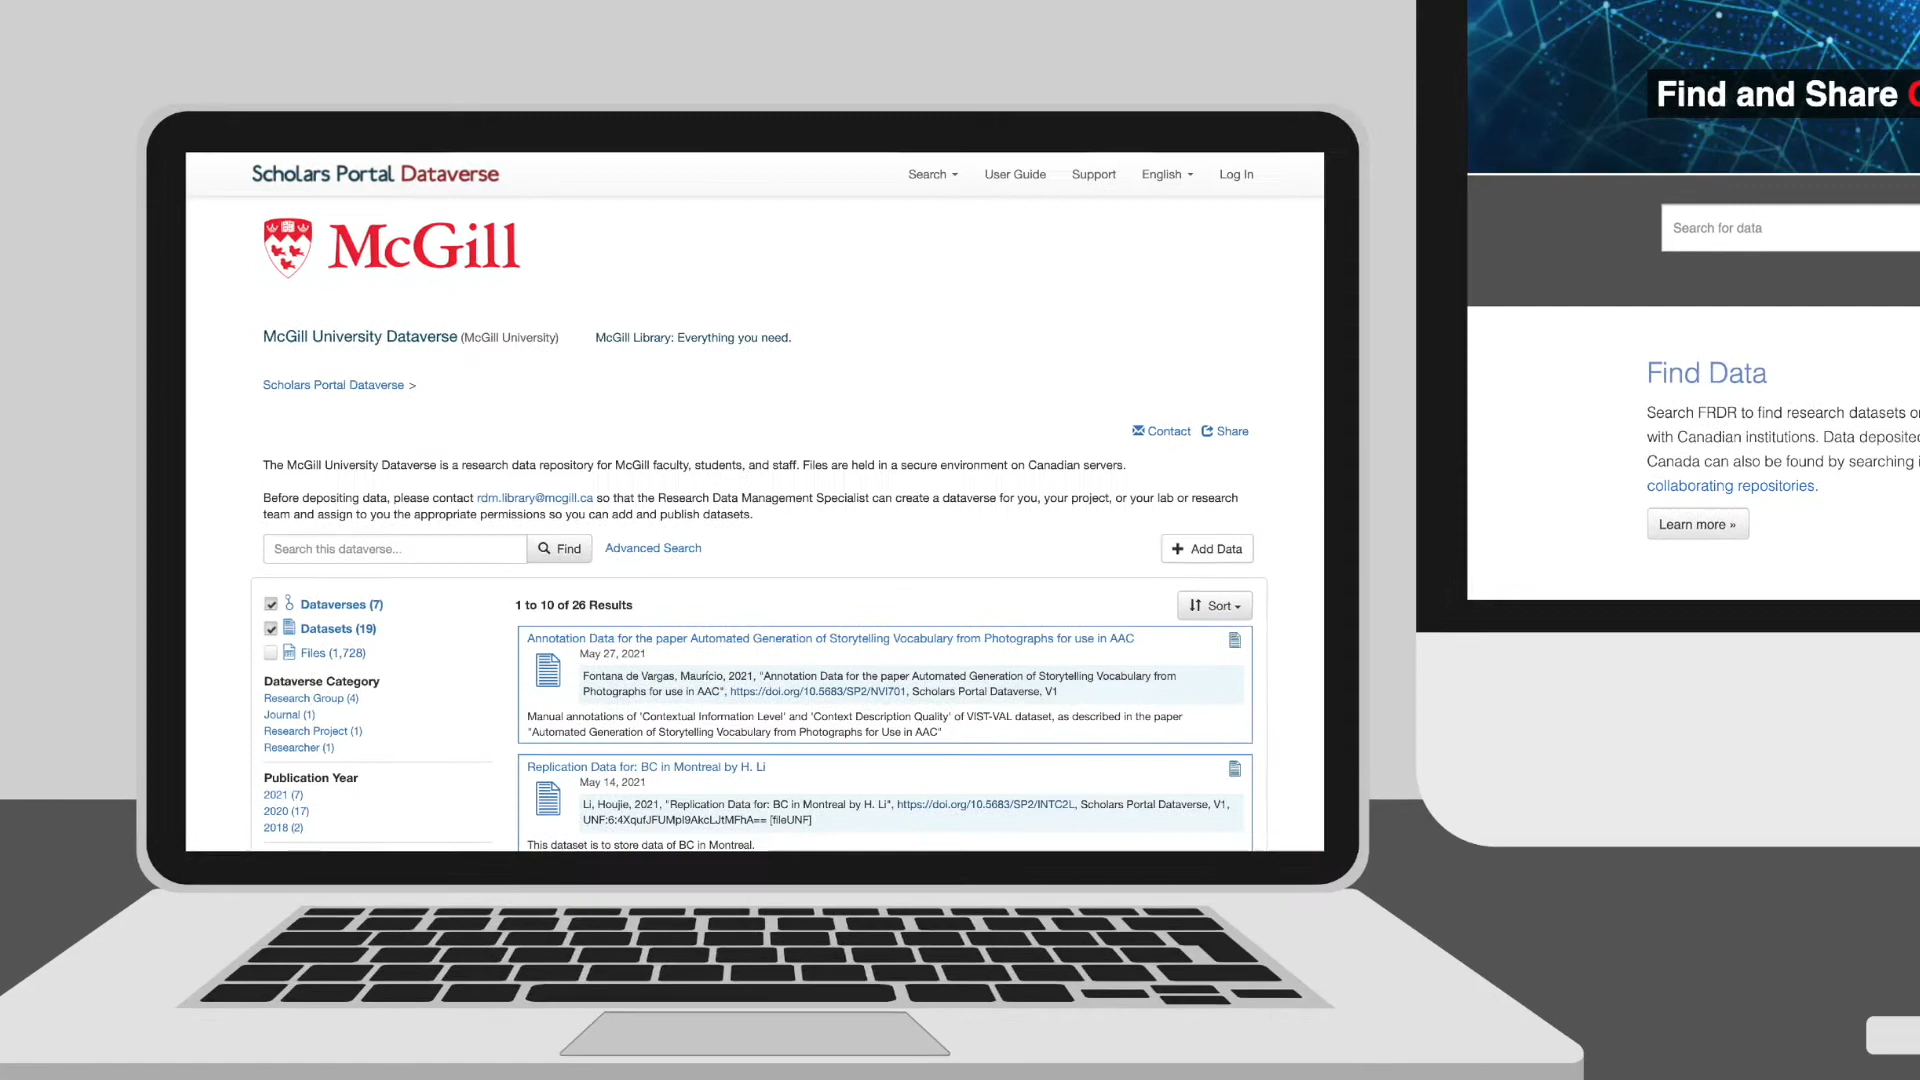 Scholars Portal Dataverse
Search
User Guide
Support
English
Log In
McGill
McGill University Dataverse (McGill University)
McGill Library: Everything you need.
Scholars Portal Dataverse >
Contact
Share
The McGill University Dataverse is a research data repository for McGill faculty, students, and staff. Files are held in a secure environment on Canadian servers.
Before depositing data, please contact rdm.library@mcgill.ca so that the Research Data Management Specialist can create a dataverse for you, your project, or your lab or research
team and assign to you the appropriate permissions so you can add and publish datasets.
Search this dataverse...
Find
Advanced Search
Add Data
Dataverses (7)
Datasets (19)
Files (1,728)
Dataverse Category
Research Group (4)
Journal (1)
Research Project (1)
Researcher (1)
Publication Year
2021 (7)
2020 (17)
2018 (2)
1 to 10 of 26 Results
Sort
Annotation Data for the paper Automated Generation of Storytelling Vocabulary from Photographs for use in AAC
May 27, 2021
Fontana de Vargas, Maurício, 2021, "Annotation Data for the paper Automated Generation of Storytelling Vocabulary from
Photographs for use in AAC", https://doi.org/10.5683/SP2/NVI701, Scholars Portal Dataverse, V1
Manual annotations of 'Contextual Information Level' and 'Context Description Quality' of VIST-VAL dataset, as described in the paper
"Automated Generation of Storytelling Vocabulary from Photographs for Use in AAC"
Replication Data for: BC in Montreal by H. Li
May 14, 2021
Li, Houjie, 2021, "Replication Data for: BC in Montreal by H. Li", https://doi.org/10.5683/SP2/INTC2L, Scholars Portal Dataverse, V1,
UNF:6:4XqufJFUMpI9AkcLJtMFhA== [fileUNF]
This dataset is to store data of BC in Montreal.
Find and Share
Search for data
Find Data
Search FRDR to find research datasets
with Canadian institutions. Data deposited
Canada can also be found by searching
collaborating repositories.
Learn more »